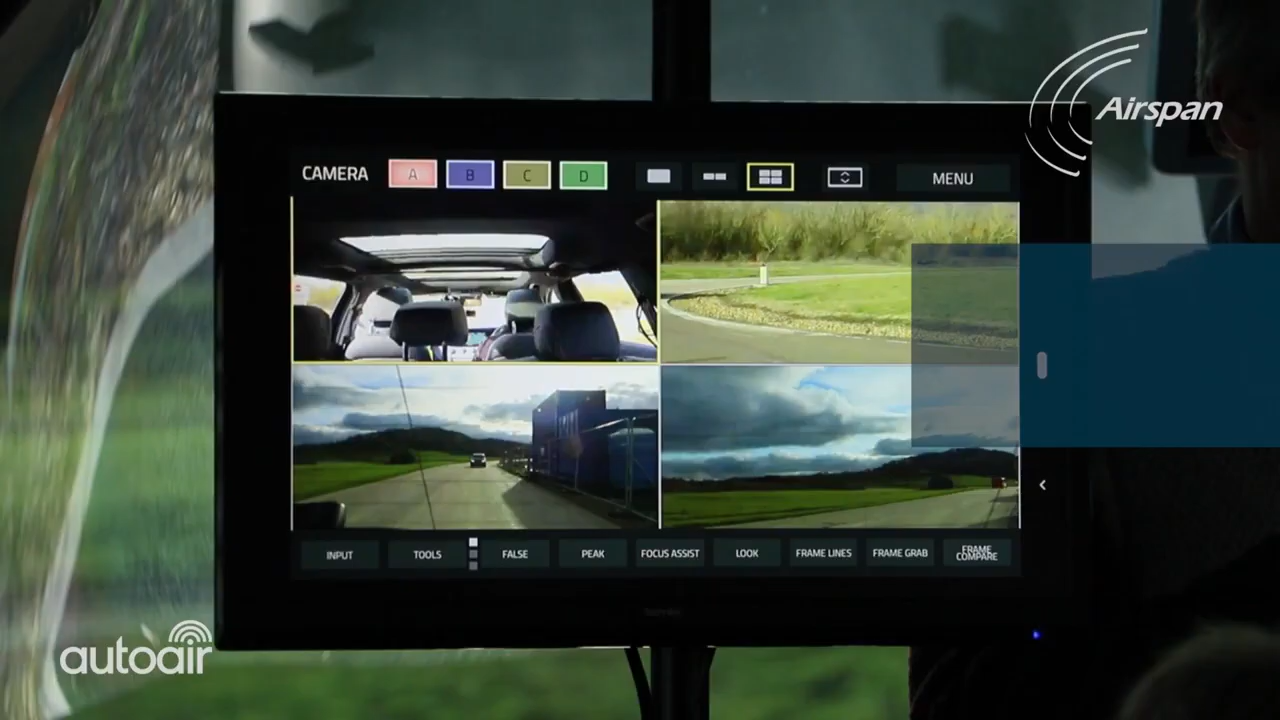 Airspan
CAMERA A B C D MENU
INPUT TOOLS FALSE PEAK FOCUS ASSIST LOOK FRAME LINES FRAME GRAB FRAME COMPARE
autoair